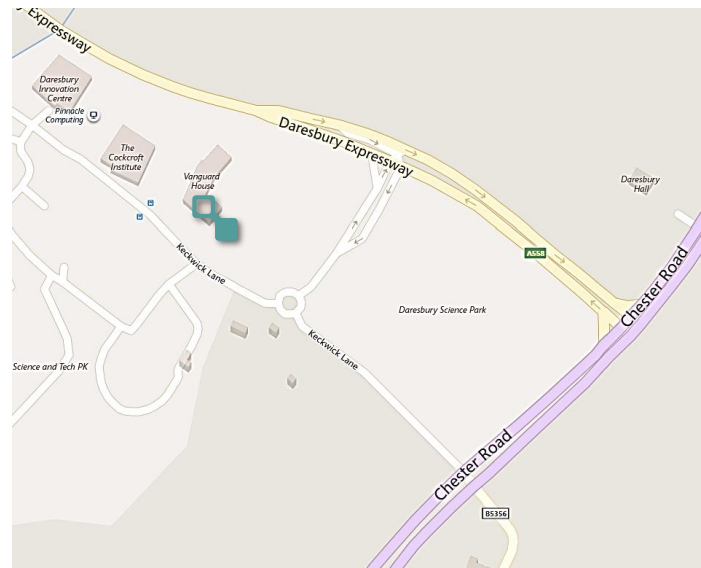 Expressway
Daresbury
Innovation
Centre
Pinnacle
Computing
The
Cockcroft
Institute
Daresbury Expressway
Vanguard
House
Daresbury
Hall
A558
Keckwick Lane
Chester Road
Daresbury Science Park
Keckwick Lane
Science and Tech PK
Chester Road
B5356